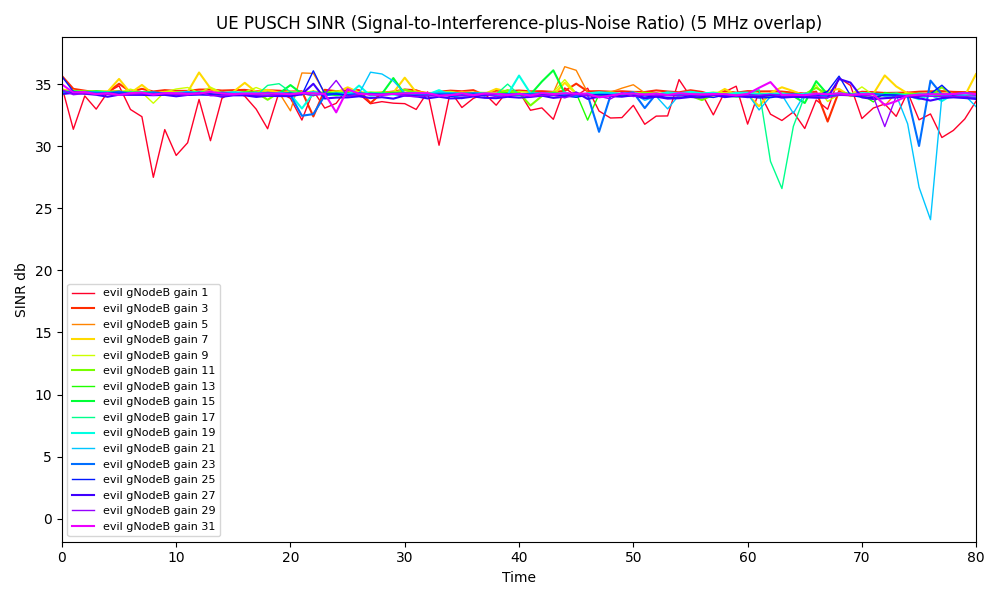 UE PUSCH SINR (Signal-to-Interference-plus-Noise Ratio) (5 MHz overlap)
35
30
25
20
15
10
5
0
SINR db
evil gNodeB gain 1
evil gNodeB gain 3
evil gNodeB gain 5
evil gNodeB gain 7
evil gNodeB gain 9
evil gNodeB gain 11
evil gNodeB gain 13
evil gNodeB gain 15
evil gNodeB gain 17
evil gNodeB gain 19
evil gNodeB gain 21
evil gNodeB gain 23
evil gNodeB gain 25
evil gNodeB gain 27
evil gNodeB gain 29
evil gNodeB gain 31
0 10 20 30 40 50 60 70 80
Time